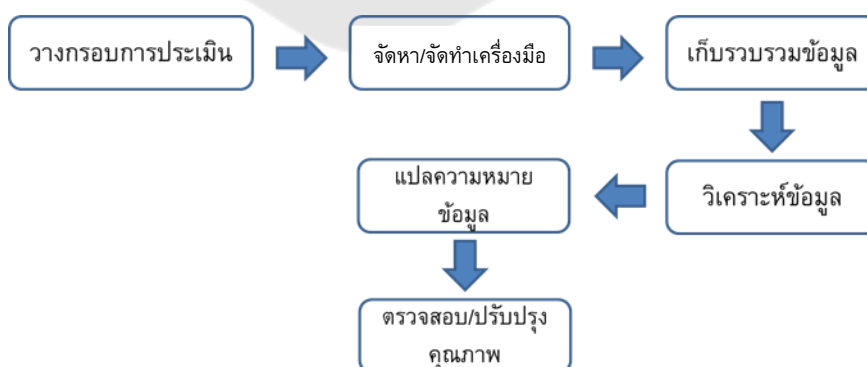 วางกรอบการประเมิน
จัดหา/จัดทำเครื่องมือ
เก็บรวบรวมข้อมูล
วิเคราะห์ข้อมูล
แปลความหมาย
ข้อมูล
ตรวจสอบ/ปรับปรุง
คุณภาพ